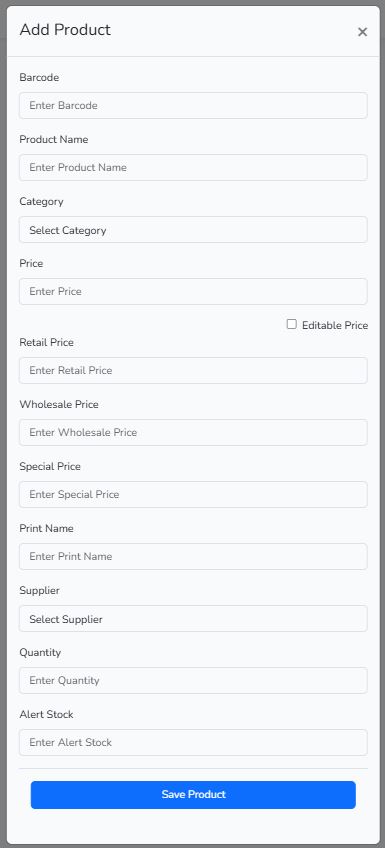 Add Product ×
Barcode
Enter Barcode
Product Name
Enter Product Name
Category
Select Category
Price
Enter Price
Editable Price
Retail Price
Enter Retail Price
Wholesale Price
Enter Wholesale Price
Special Price
Enter Special Price
Print Name
Enter Print Name
Supplier
Select Supplier
Quantity
Enter Quantity
Alert Stock
Enter Alert Stock
Save Product